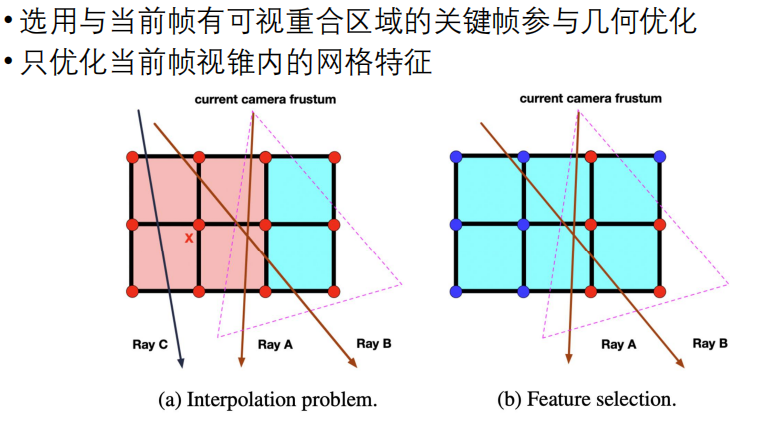 • 选用与当前帧有可视重合区域的关键帧参与几何优化
• 只优化当前帧视锥内的网格特征
current camera frustum
x
Ray C
Ray A
Ray B
(a) Interpolation problem.
current camera frustum
Ray A
Ray B
(b) Feature selection.